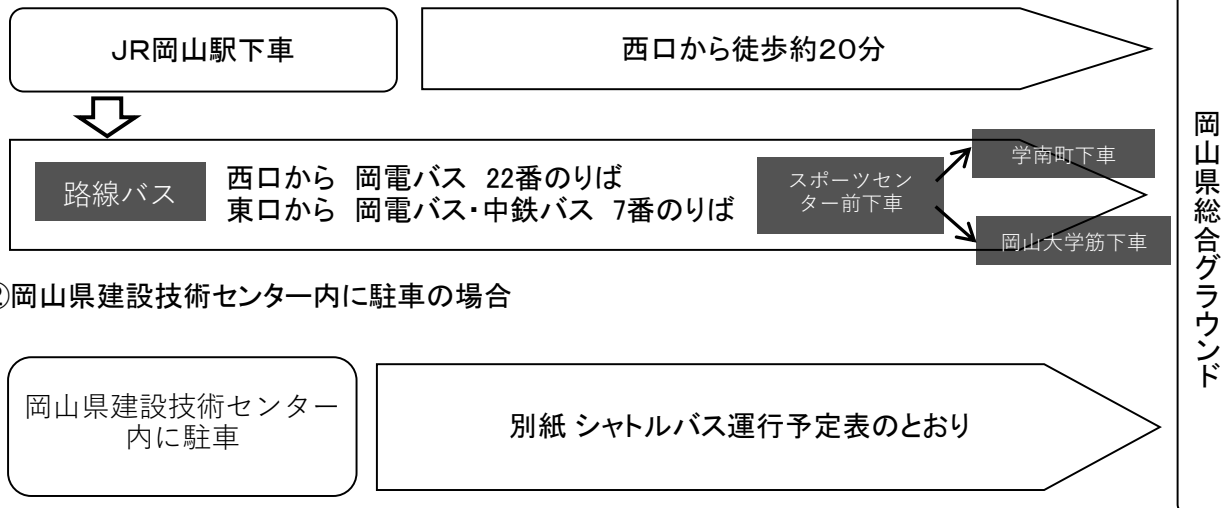 JR岡山駅下車
西口から徒歩約20分
路線バス
西口から 岡電バス 22番のりば
東口から 岡電バス・中鉄バス 7番のりば
スポーツセン
ター前下車
学南町下車
岡山大学筋下車
②岡山県建設技術センター内に駐車の場合
岡山県建設技術センター
内に駐車
別紙 シャトルバス運行予定表のとおり
岡山県総合グラウンド